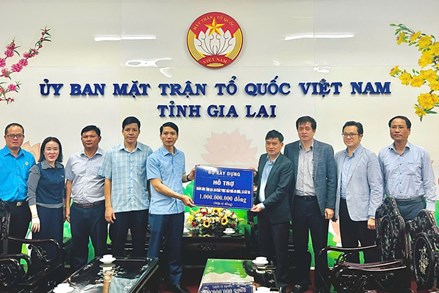 MẶT TRẬN TỔ QUỐC
VIỆT NAM
ỦY BAN MẶT TRẬN TỔ QUỐC VIỆT NAM
TỈNH GIA LAI
BỘ XÂY DỰNG
HỖ TRỢ
1.000.000.000 đồng